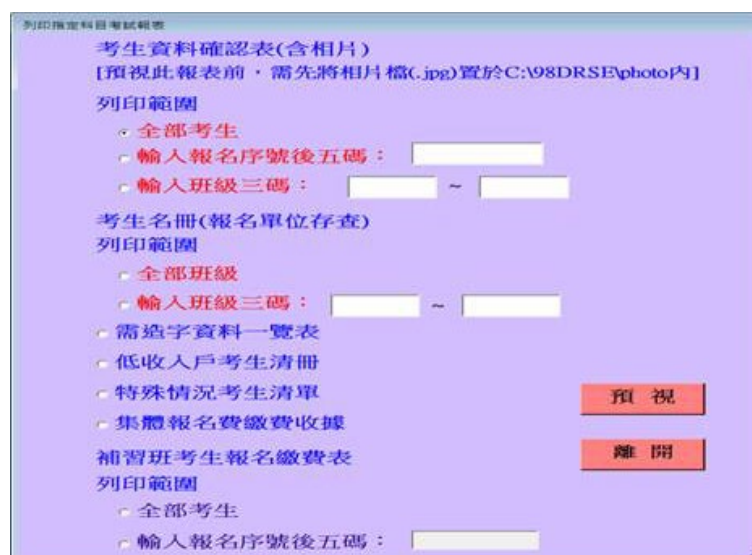 列印指定科目考試報表
考生資料確認表(含相片)
[預視此報表前,需先將相片檔(.jpg)置於C:\98DRSE\photo內]
列印範圍
全部考生
輸入報名序號後五碼:
輸入班級三碼: ~
考生名冊(報名單位存查)
列印範圍
全部班級
輸入班級三碼: ~
需造字資料一覽表
低收入戶考生清冊
特殊情況考生清單
預 視
集體報名費繳費收據
補習班考生報名繳費表
離 開
列印範圍
全部考生
輸入報名序號後五碼: